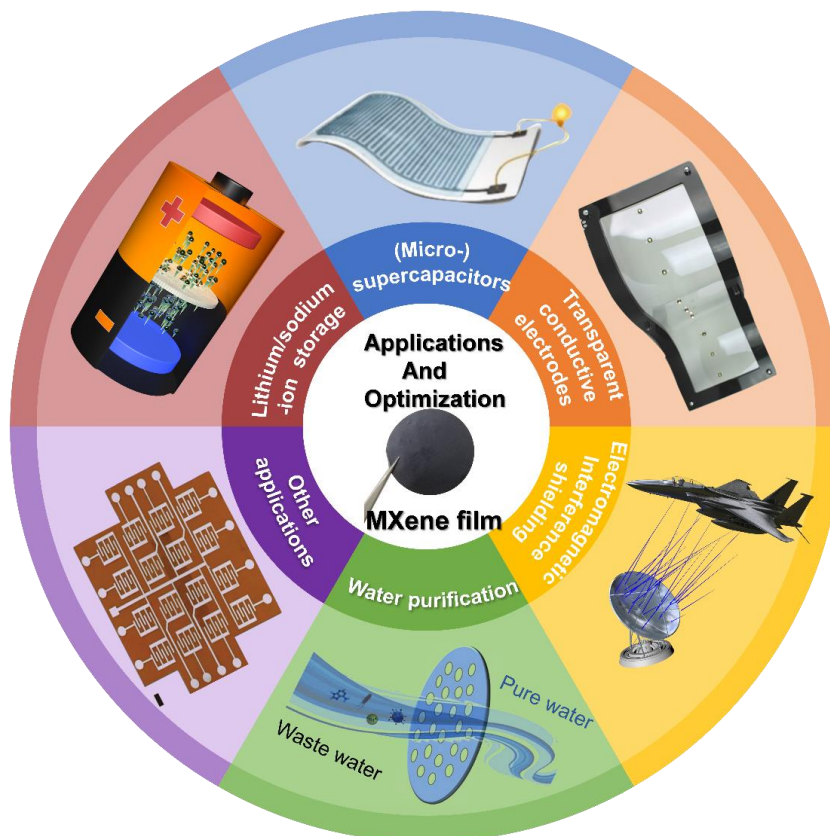 (Micro-)
supercapacitors
Transparent
conductive
electrodes
Electromagnetic
Interference
shielding
Water purification
Other
applications
Lithium/sodium
-ion storage
Applications
And
Optimization
MXene film
Waste water
Pure water